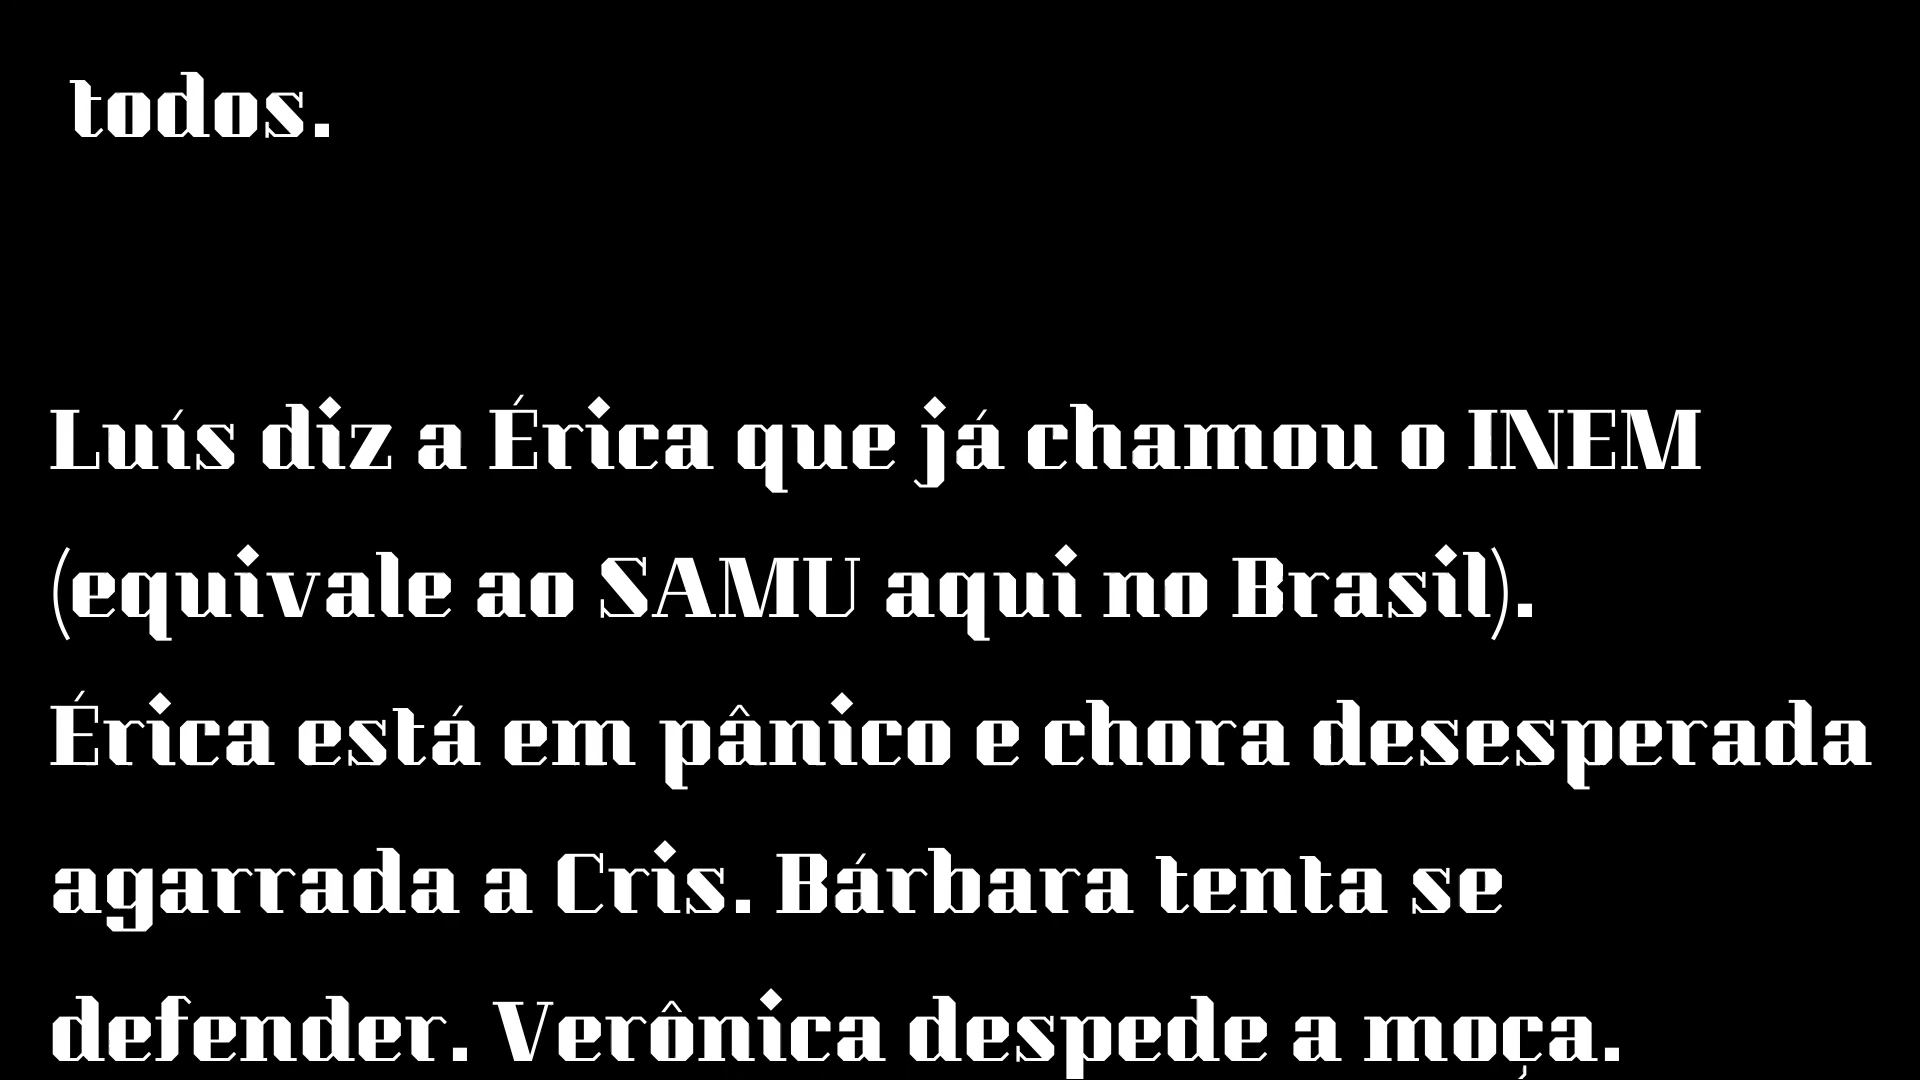 todos.
Luís diz a Érica que já chamou o INEM
(equivale ao SAMU aqui no Brasil).
Érica está em pânico e chora desesperada
agarrada a Cris. Bárbara tenta se
defender. Verônica despede a moça.